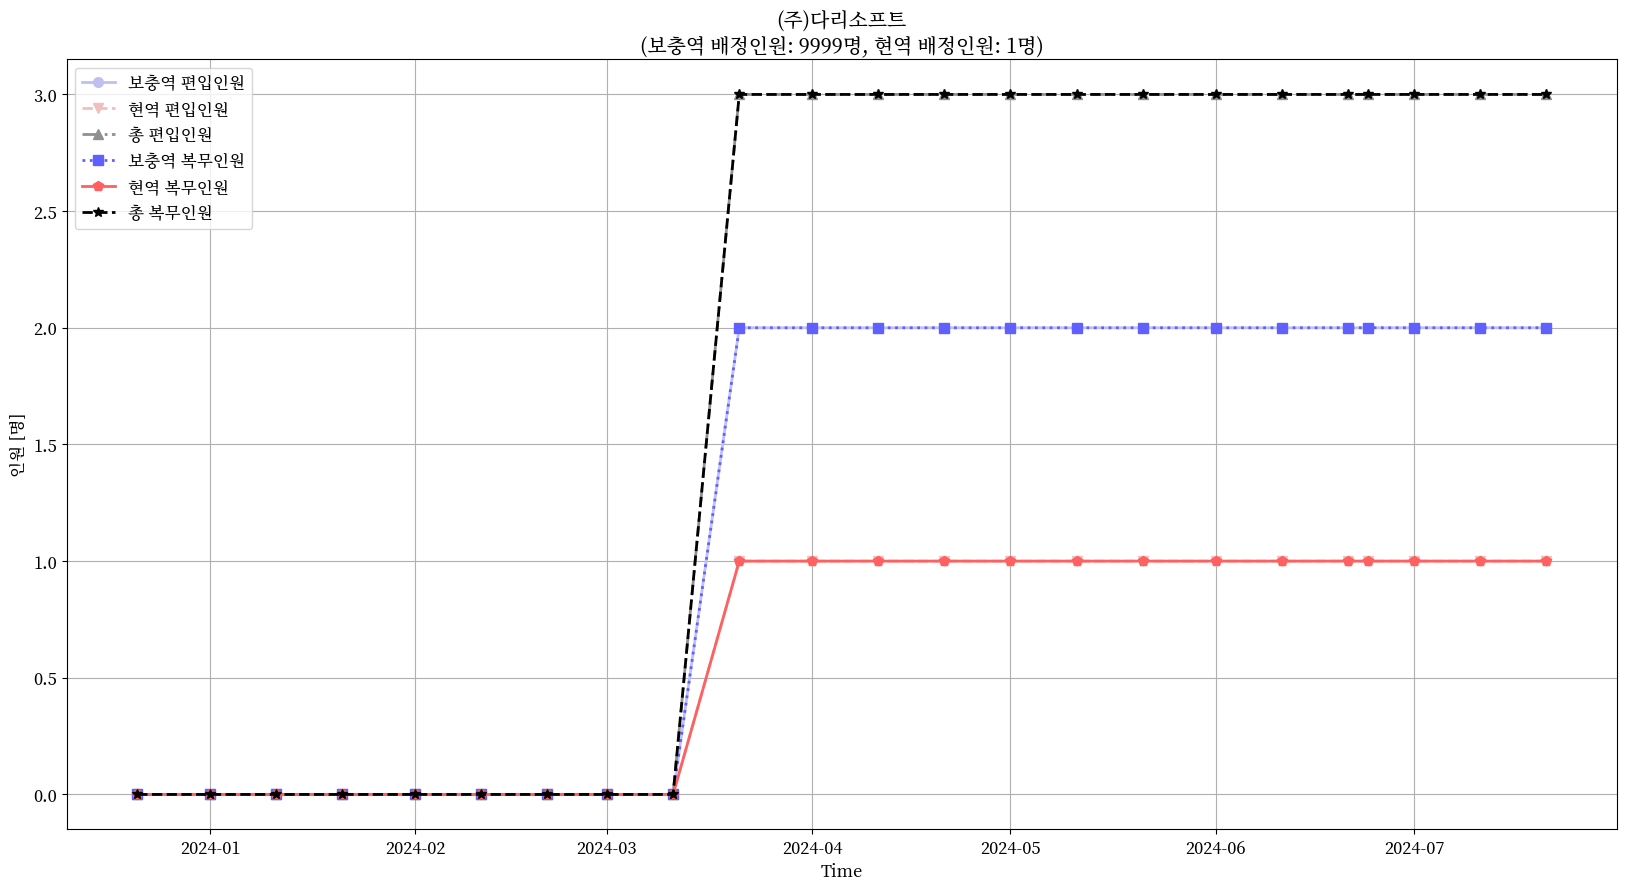 (주)다리소프트
(보충역 배정인원: 9999명, 현역 배정인원: 1명)
보충역 편입인원
현역 편입인원
총 편입인원
보충역 복무인원
현역 복무인원
총 복무인원
3.0
2.5
2.0
1.5
1.0
0.5
0.0
인원 [명]
2024-01 2024-02 2024-03 2024-04 2024-05 2024-06 2024-07
Time